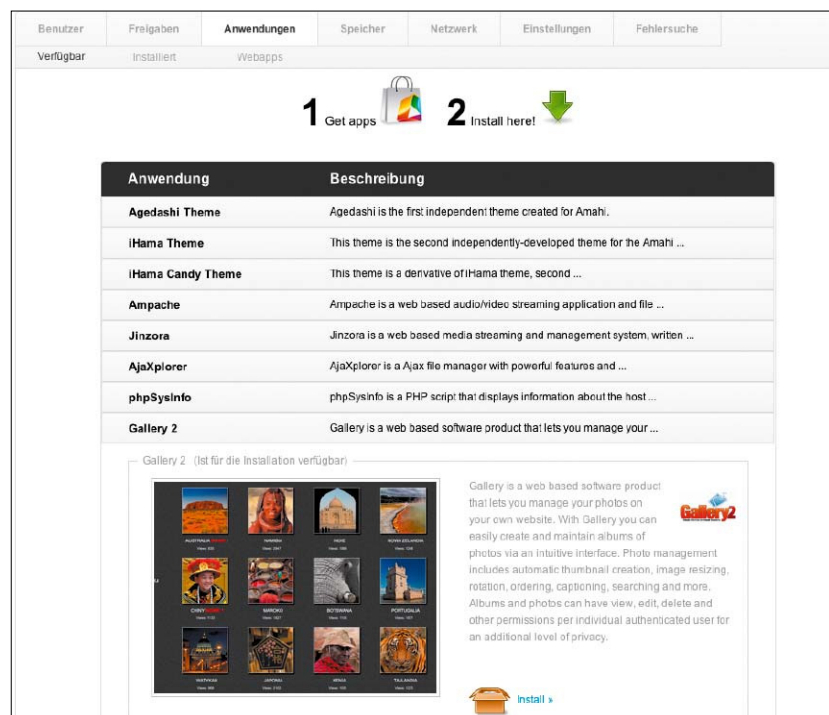 Benutzer Freigaben Anwendungen Speicher Netzwerk Einstellungen Fehlersuche
Verfügbar Installiert Webapps
1 Get apps 2 Install here!
Anwendung Beschreibung
Agedashi Theme Agedashi is the first independent theme created for Amahi.
iHama Theme This theme is the second independently-developed theme for the Amahi ...
iHama Candy Theme This theme is a derivative of iHama theme, second ...
Ampache Ampache is a web based audio/video streaming application and file ...
Jinzora Jinzora is a web based media streaming and management system, written ...
AjaXplorer AjaXplorer is a Ajax file manager with powerful features and ...
phpSysInfo phpSysInfo is a PHP script that displays information about the host ...
Gallery 2 Gallery is a web based software product that lets you manage your ...
Gallery 2 (Ist für die Installation verfügbar)
Gallery is a web based software product
that lets you manage your photos on
your own website. With Gallery you can
easily create and maintain albums of
photos via an intuitive interface. Photo management
includes automatic thumbnail creation, image resizing,
rotation, ordering, captioning, searching and more.
Albums and photos can have view, edit, delete and
other permissions per individual authenticated user for
an additional level of privacy.
Gallery2
AUSTRALIA
BOTSWANA PORTUGALIA
MAROKO
Install »